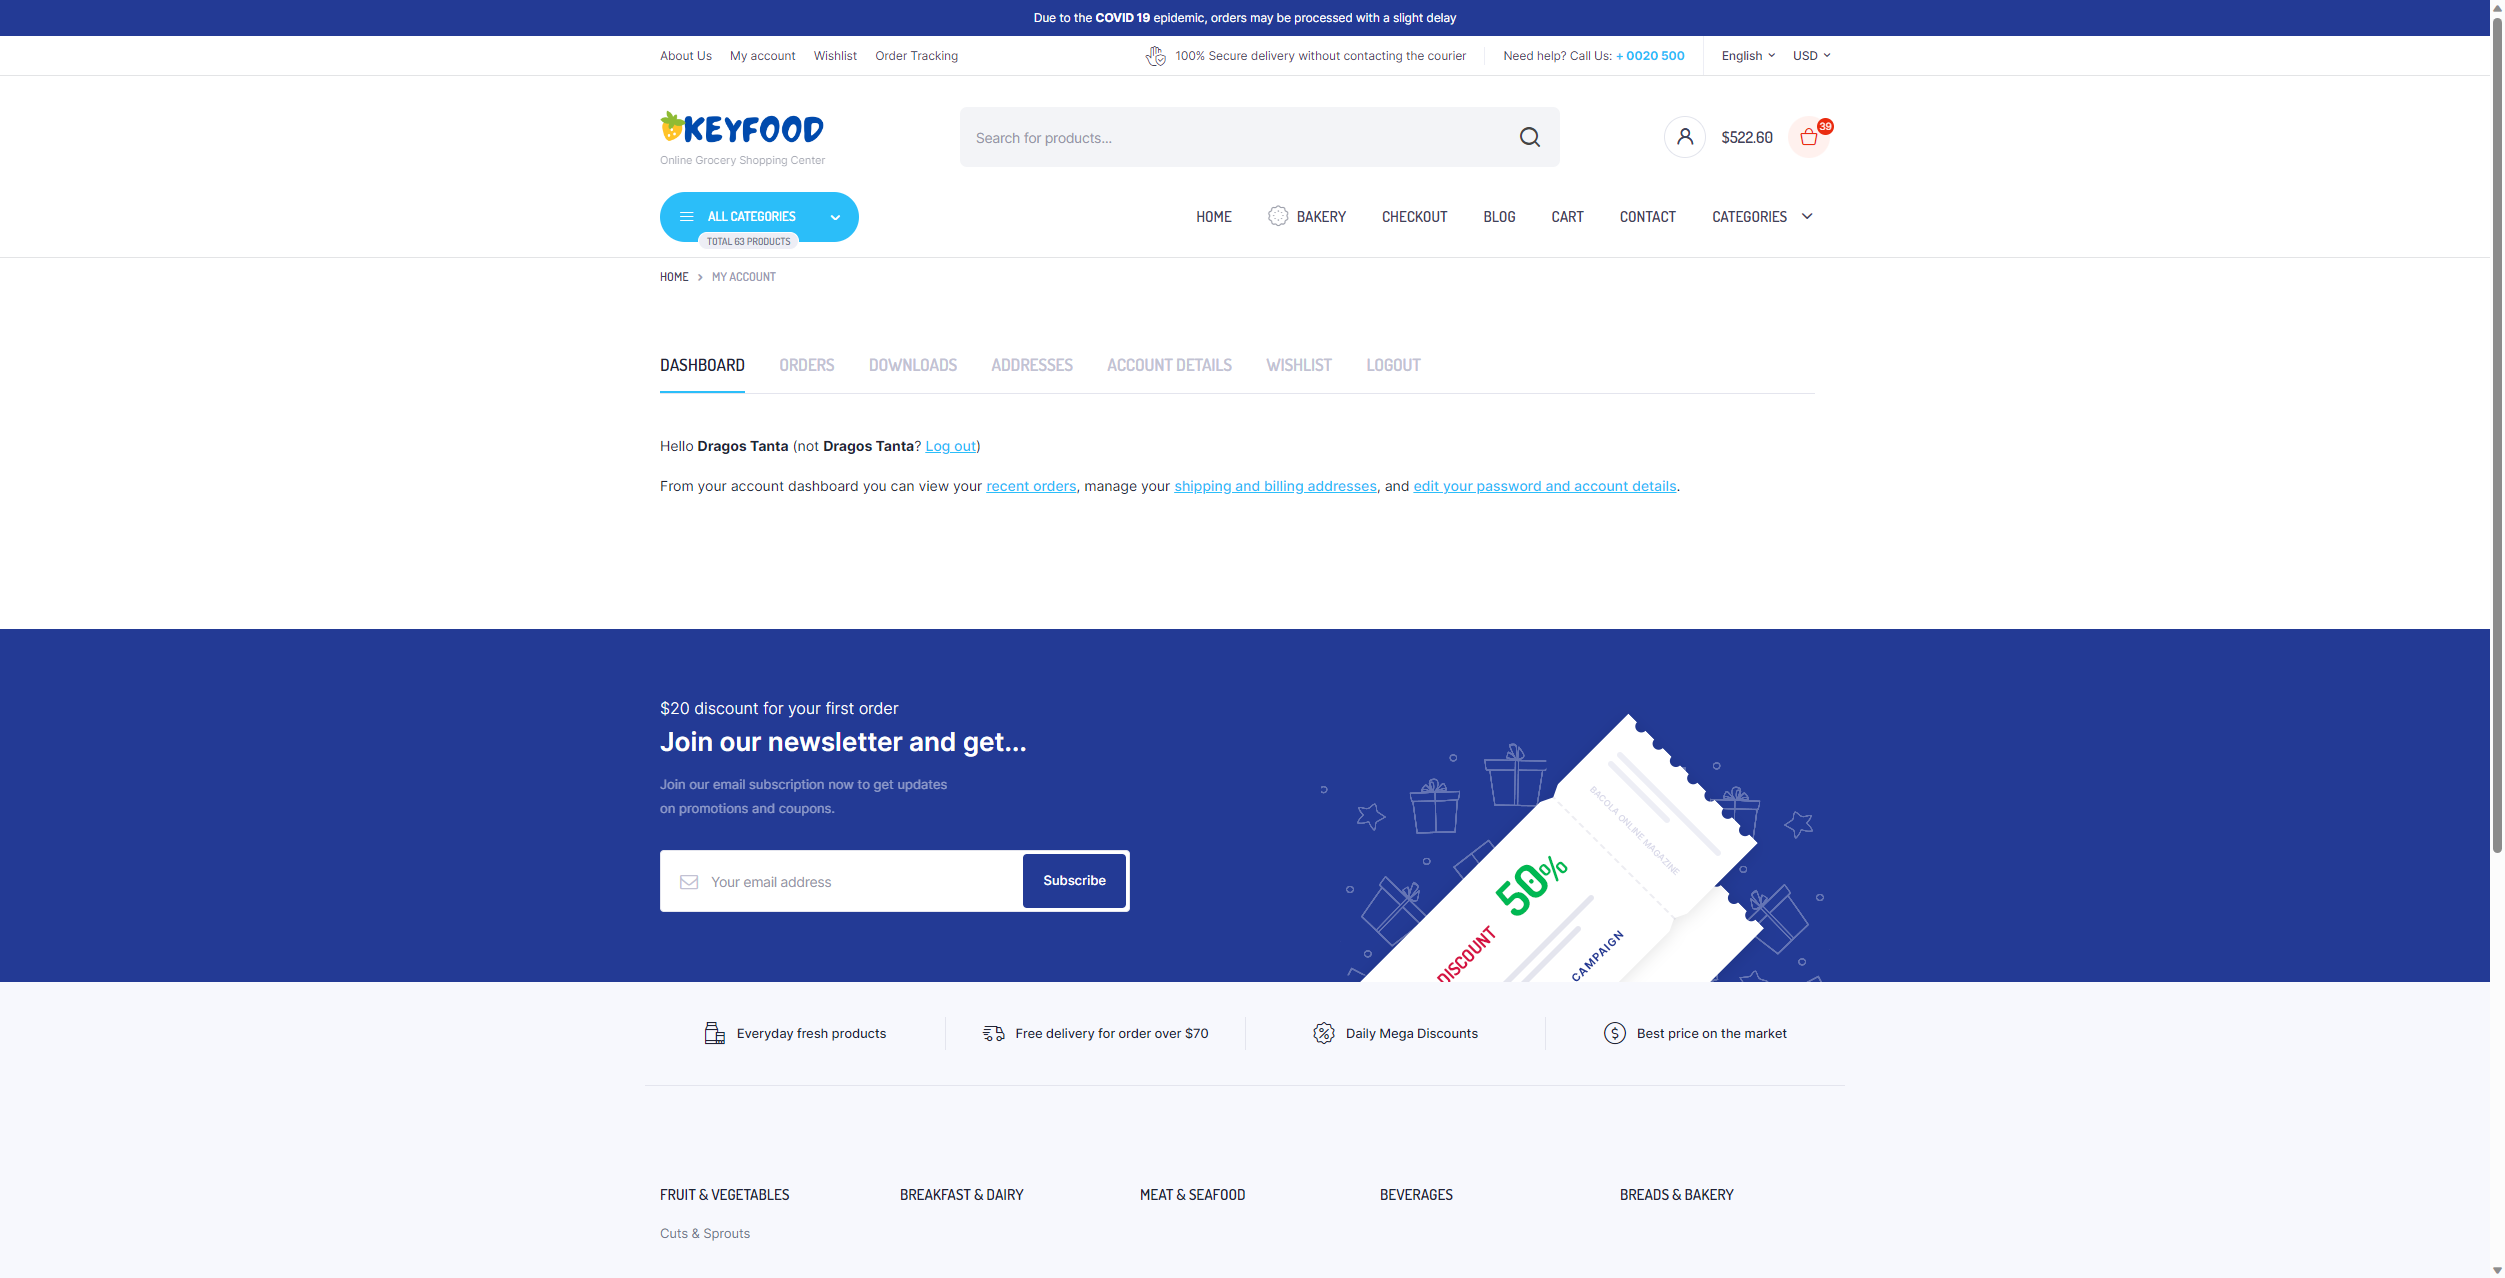 Due to the COVID 19 epidemic, orders may be processed with a slight delay
About Us My account Wishlist Order Tracking
100% Secure delivery without contacting the courier
Need help? Call Us: + 0020 500
English USD
KEYFOOD
Online Grocery Shopping Center
Search for products...
$522.60
39
ALL CATEGORIES
TOTAL 63 PRODUCTS
HOME BAKERY CHECKOUT BLOG CART CONTACT CATEGORIES
HOME MY ACCOUNT
DASHBOARD ORDERS DOWNLOADS ADDRESSES ACCOUNT DETAILS WISHLIST LOGOUT
Hello Dragos Tanta (not Dragos Tanta? Log out)
From your account dashboard you can view your recent orders, manage your shipping and billing addresses, and edit your password and account details.
$20 discount for your first order
Join our newsletter and get...
Join our email subscription now to get updates
on promotions and coupons.
Your email address
Subscribe
BACOLA ONLINE MAGAZINE
50%
DISCOUNT
CAMPAIGN
Everyday fresh products
Free delivery for order over $70
Daily Mega Discounts
Best price on the market
FRUIT & VEGETABLES
BREAKFAST & DAIRY
MEAT & SEAFOOD
BEVERAGES
BREADS & BAKERY
Cuts & Sprouts